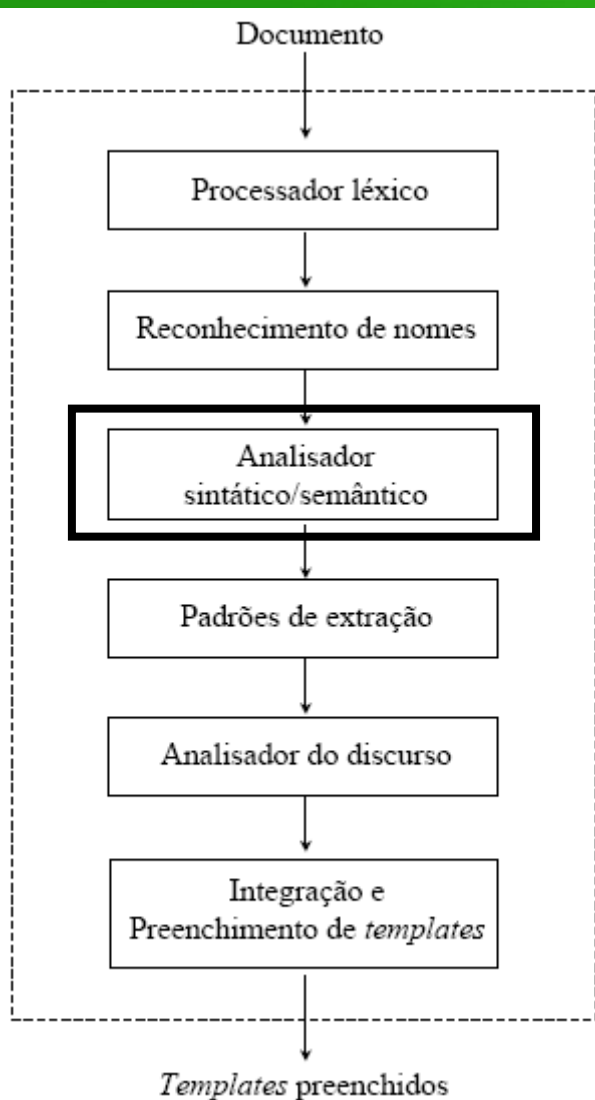 Documento
Processador léxico
Reconhecimento de nomes
Analisador
sintático/semântico
Padrões de extração
Analisador do discurso
Integração e
Preenchimento de templates
Templates preenchidos